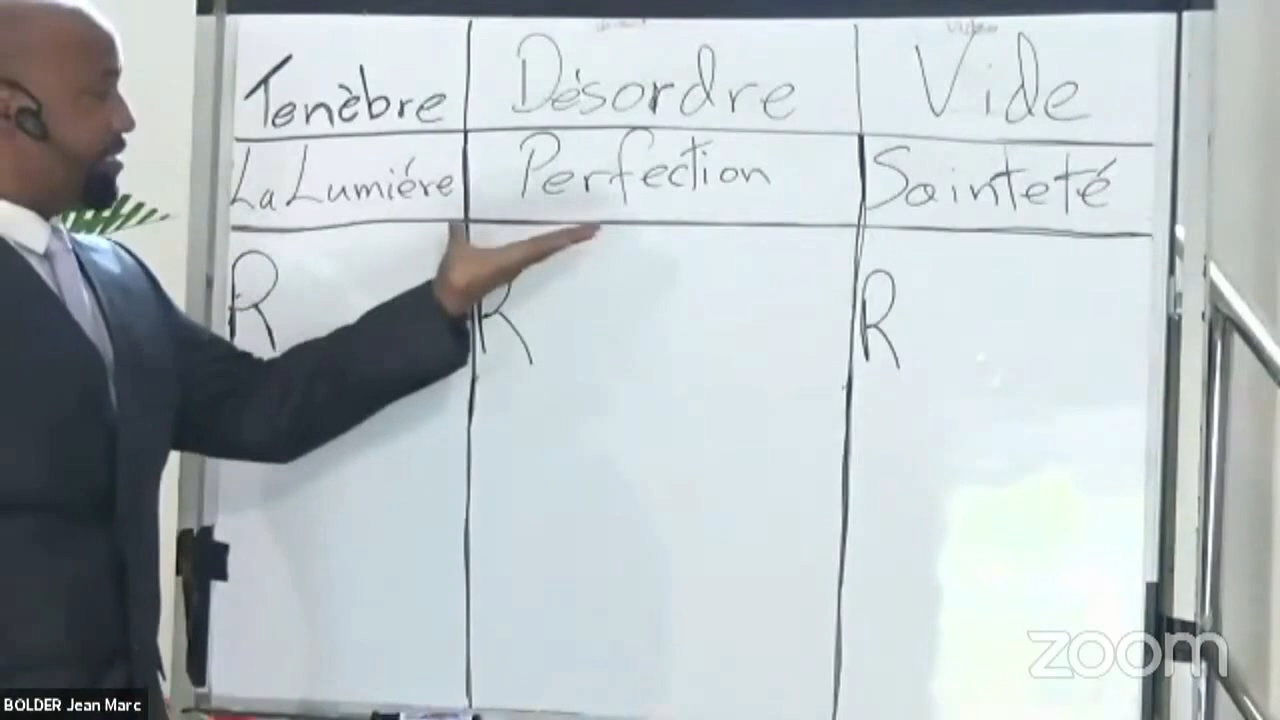 Tenèbre Désordre Vide
La Lumiére Perfection Sainteté
R R R
zoom
BOLDER Jean Marc